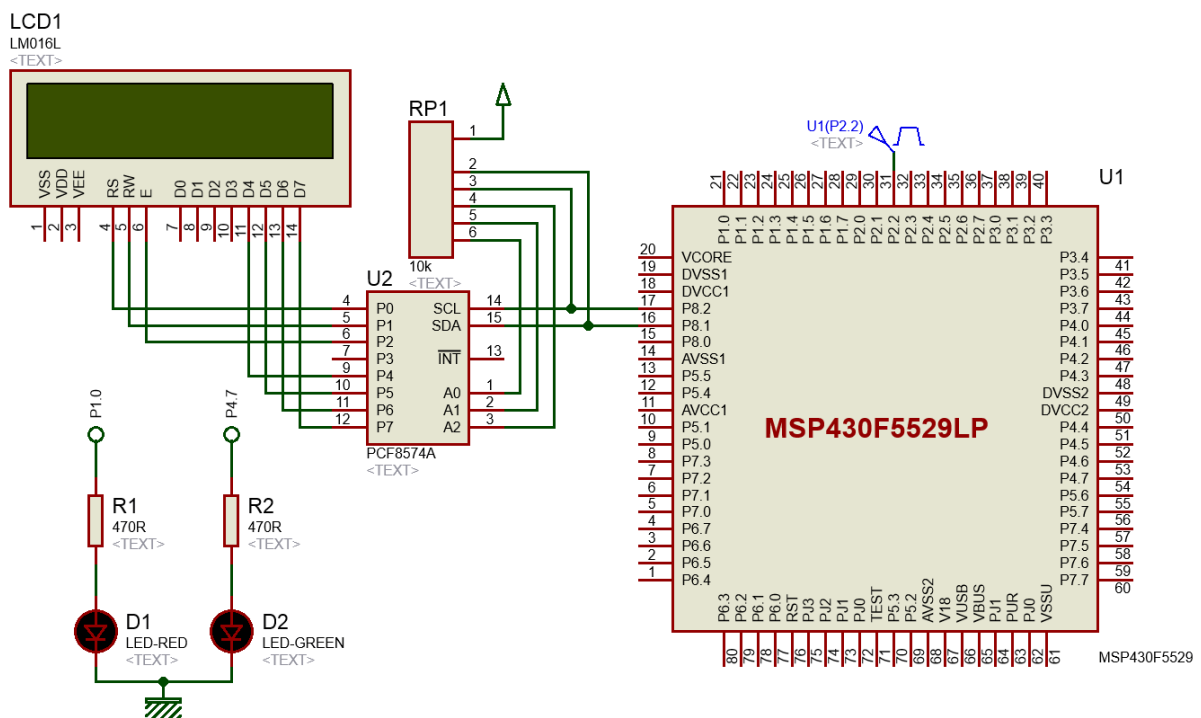 LCD1
LM016L
<TEXT>
VSS VDD VEE RS RW E D0 D1 D2 D3 D4 D5 D6 D7
1 2 3 4 5 6 7 8 9 10 11 12 13 14
RP1
1
2
3
4
5
6
10k
<TEXT>
U2
4 P0 SCL 14
5 P1 SDA 15
6 P2
7 P3 INT 13
9 P4
10 P5 A0 1
11 P6 A1 2
12 P7 A2 3
PCF8574A
<TEXT>
P1.0
R1
470R
<TEXT>
D1
LED-RED
<TEXT>
P4.7
R2
470R
<TEXT>
D2
LED-GREEN
<TEXT>
U1(P2.2)
<TEXT>
U1
21 22 23 24 25 26 27 28 29 30 31 32 33 34 35 36 37 38 39 40
P1.0 P1.1 P1.2 P1.3 P1.4 P1.5 P1.6 P1.7 P2.0 P2.1 P2.2 P2.3 P2.4 P2.5 P2.6 P2.7 P3.0 P3.1 P3.2 P3.3
20 VCORE
19 DVSS1
18 DVCC1
17 P8.2
16 P8.1
15 P8.0
14 AVSS1
13 P5.5
12 P5.4
11 AVCC1
10 P5.1
9 P5.0
8 P7.3
7 P7.2
6 P7.1
5 P7.0
4 P6.7
3 P6.6
2 P6.5
1 P6.4
MSP430F5529LP
P3.4 41
P3.5 42
P3.6 43
P3.7 44
P4.0 45
P4.1 46
P4.2 47
P4.3 48
DVSS2 49
DVCC2 50
P4.4 51
P4.5 52
P4.6 53
P4.7 54
P5.6 55
P5.7 56
P7.4 57
P7.5 58
P7.6 59
P7.7 60
P6.3 P6.2 P6.1 P6.0 RST PJ3 PJ2 PJ1 PJ0 TEST P5.3 P5.2 AVSS2 V18 VUSB VBUS PJ1 PUR PJ0 VSSU
80 79 78 77 76 75 74 73 72 71 70 69 68 67 66 65 64 63 62 61
MSP430F5529